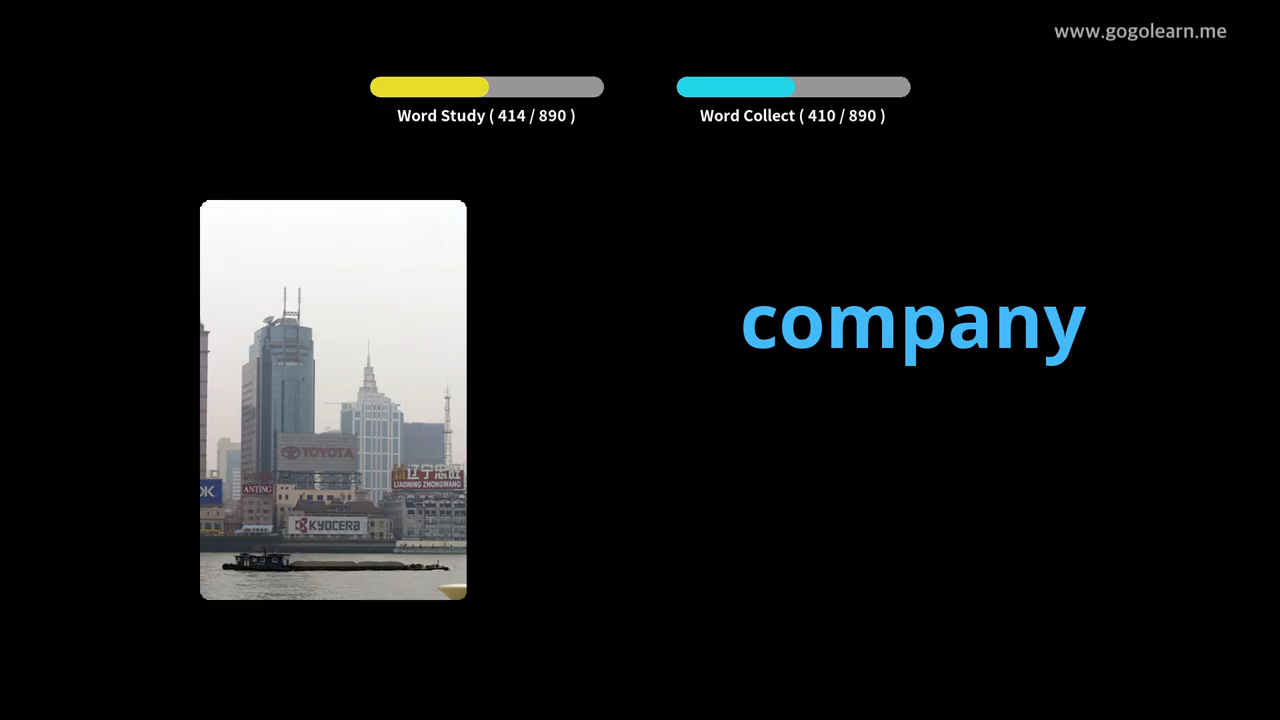 www.gogolearn.me
Word Study ( 414 / 890 )
Word Collect ( 410 / 890 )
company
TOYOTA
辽宁忠旺
LIAONING ZHONGWANG
OK
ANTING
KYOCERA